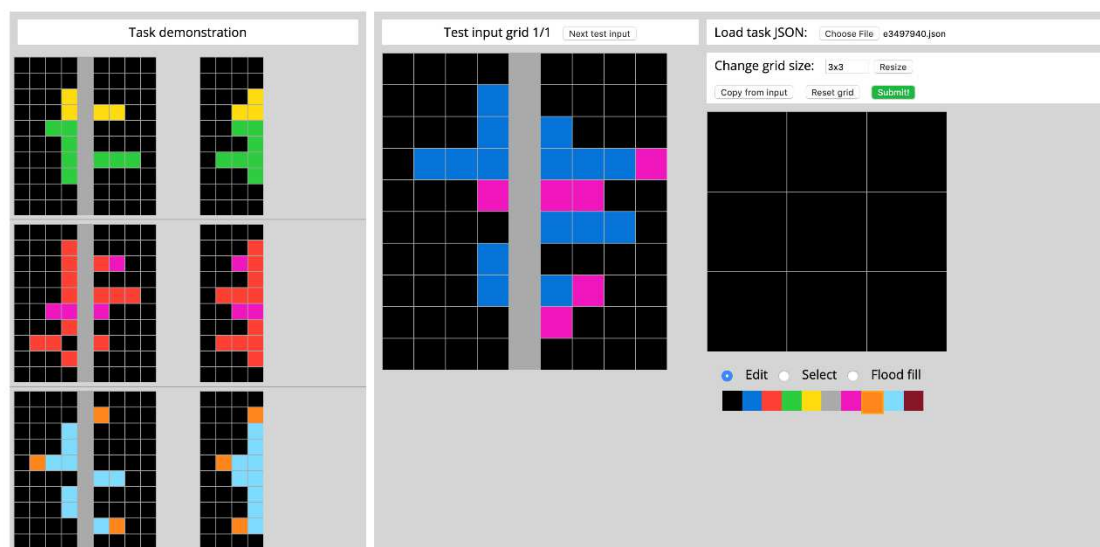 Task demonstration
Test input grid 1/1 Next test input
Load task JSON: Choose File e3497940.json
Change grid size: 3x3 Resize
Copy from input Reset grid Submit!
Edit Select Flood fill